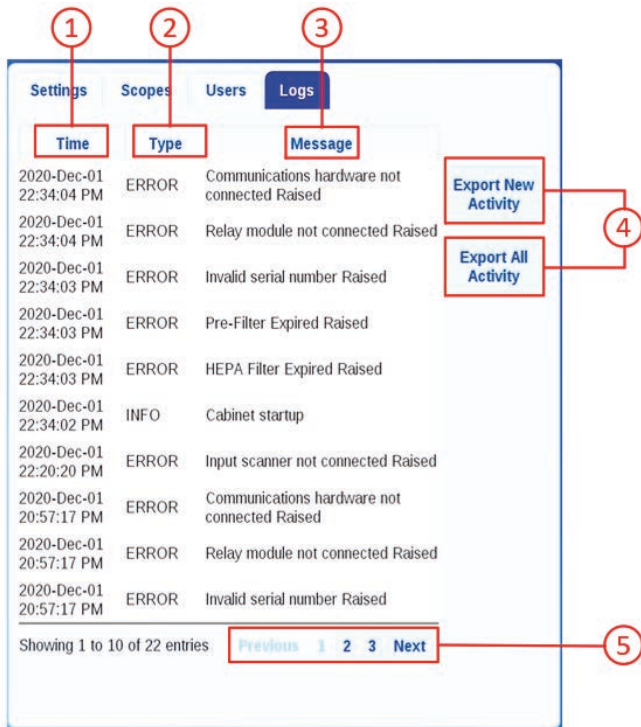 1 2 3
Settings Scopes Users Logs
Time Type Message
2020-Dec-01
22:34:04 PM
ERROR
Communications hardware not
connected Raised
Export New
Activity
2020-Dec-01
22:34:04 PM
ERROR
Relay module not connected Raised
4
2020-Dec-01
22:34:03 PM
ERROR
Invalid serial number Raised
Export All
Activity
2020-Dec-01
22:34:03 PM
ERROR
Pre-Filter Expired Raised
2020-Dec-01
22:34:03 PM
ERROR
HEPA Filter Expired Raised
2020-Dec-01
22:34:02 PM
INFO
Cabinet startup
2020-Dec-01
22:20:20 PM
ERROR
Input scanner not connected Raised
2020-Dec-01
20:57:17 PM
ERROR
Communications hardware not
connected Raised
2020-Dec-01
20:57:17 PM
ERROR
Relay module not connected Raised
2020-Dec-01
20:57:17 PM
ERROR
Invalid serial number Raised
Showing 1 to 10 of 22 entries Previous 1 2 3 Next
5